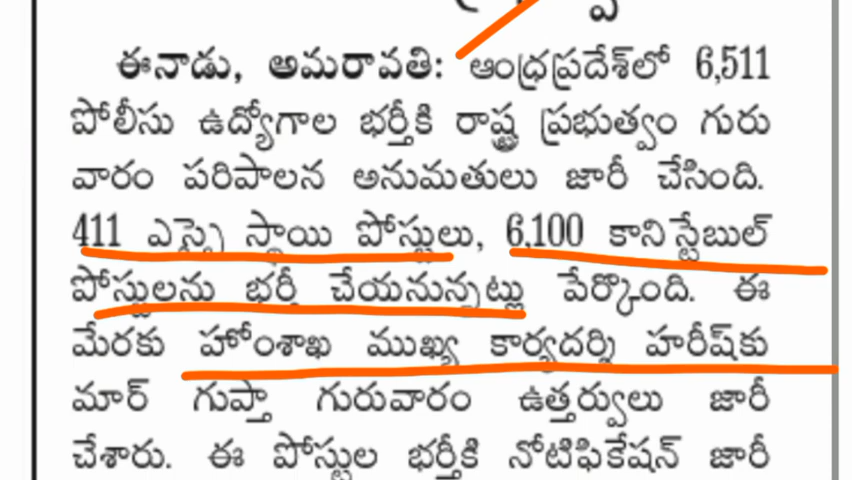 ఈనాడు, అమరావతి: ఆంధ్రప్రదేశ్‌లో 6,511
పోలీసు ఉద్యోగాల భర్తీకి రాష్ట్ర ప్రభుత్వం గురు
వారం పరిపాలన అనుమతులు జారీ చేసింది.
411 ఎస్సై స్థాయి పోస్టులు, 6,100 కానిస్టేబుల్
పోస్టులను భర్తీ చేయనున్నట్లు పేర్కొంది. ఈ
మేరకు హోంశాఖ ముఖ్య కార్యదర్శి హరీష్‌కు
మార్ గుప్తా గురువారం ఉత్తర్వులు జారీ
చేశారు. ఈ పోస్టుల భర్తీకి నోటిఫికేషన్ జారీ